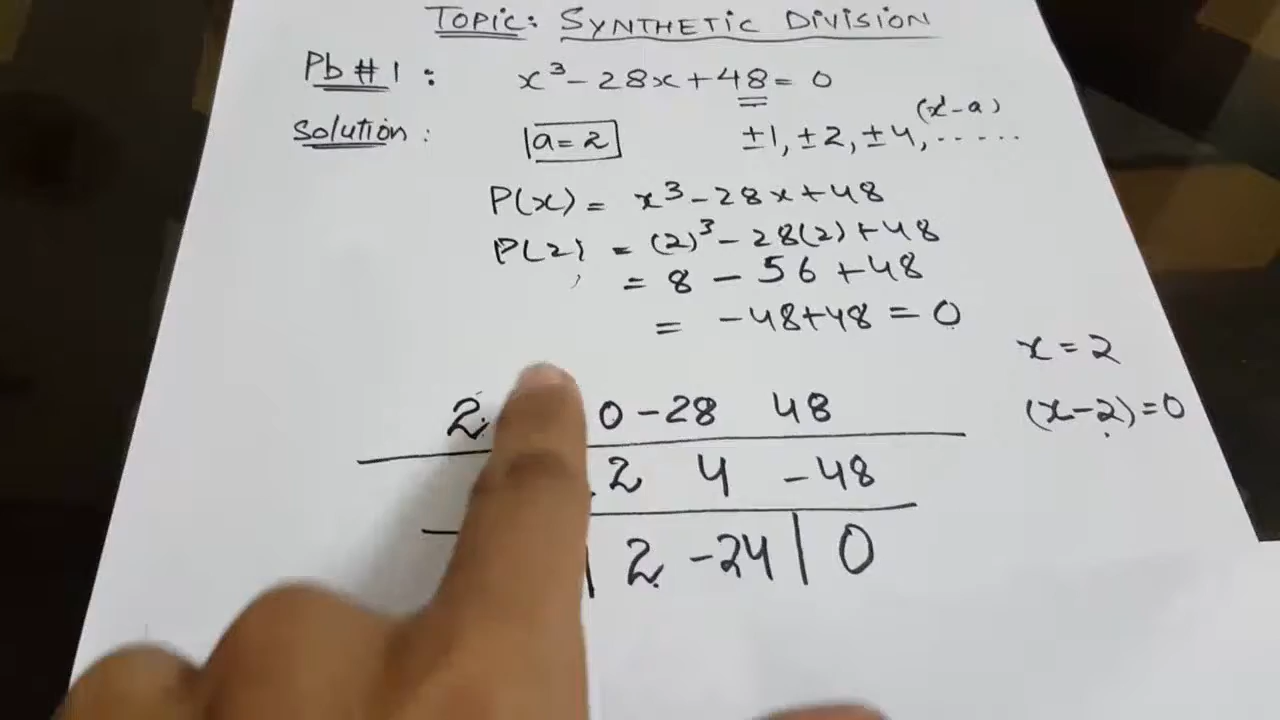 TOPIC: SYNTHETIC DIVISION
Pb # 1 : x³ - 28x + 48 = 0
Solution : a = 2 ±1, ±2, ±4, ...... (x-a)
P(x) = x³ - 28x + 48
P(2) = (2)³ - 28(2) + 48
= 8 - 56 + 48
= -48 + 48 = 0
x = 2
(x-2) = 0
2 0 -28 48
2 4 -48
2 -24 | 0